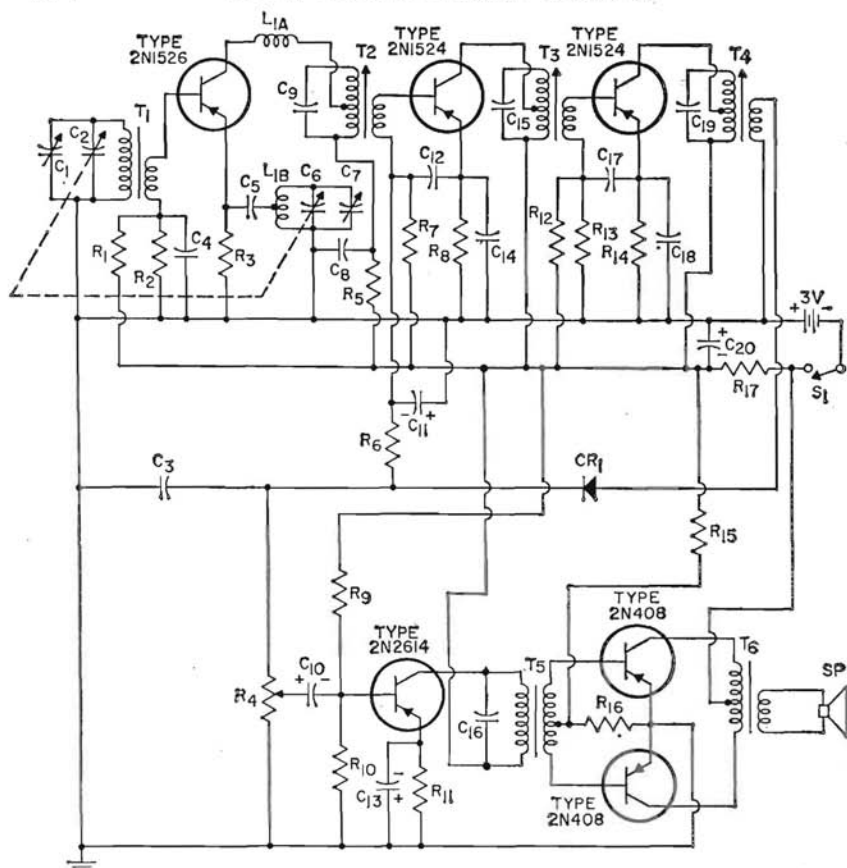 L1A
TYPE
2N1526
T2
TYPE
2N1524
T3
TYPE
2N1524
T4
C9
C15
C19
T1
C1
C2
C12
C17
L1B
C5
C6
C7
R1
R2
C4
R3
C8
R5
R7
R8
C14
R12
R13
R14
C18
+ 3V -
+
C20
-
R17
S1
- C11 +
R6
C3
CR1
R15
R9
TYPE
2N2614
TYPE
2N408
C10
+ -
R4
T5
T6
SP
C16
R16
R10
- C13 +
R11
TYPE
2N408